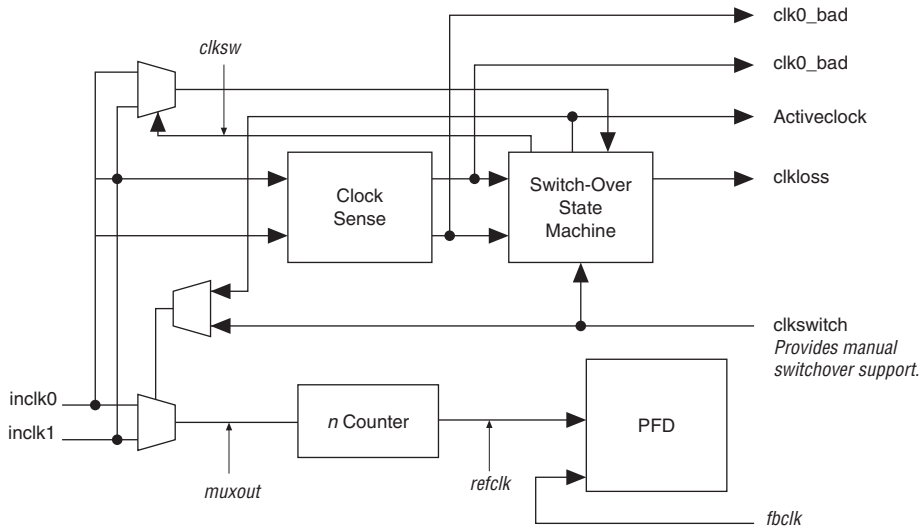 clk0_bad
clksw
clk0_bad
Activeclock
Clock
Sense
Switch-Over
State
Machine
clkloss
clkswitch
Provides manual
switchover support.
inclk0
inclk1
n Counter
PFD
muxout
refclk
fbclk